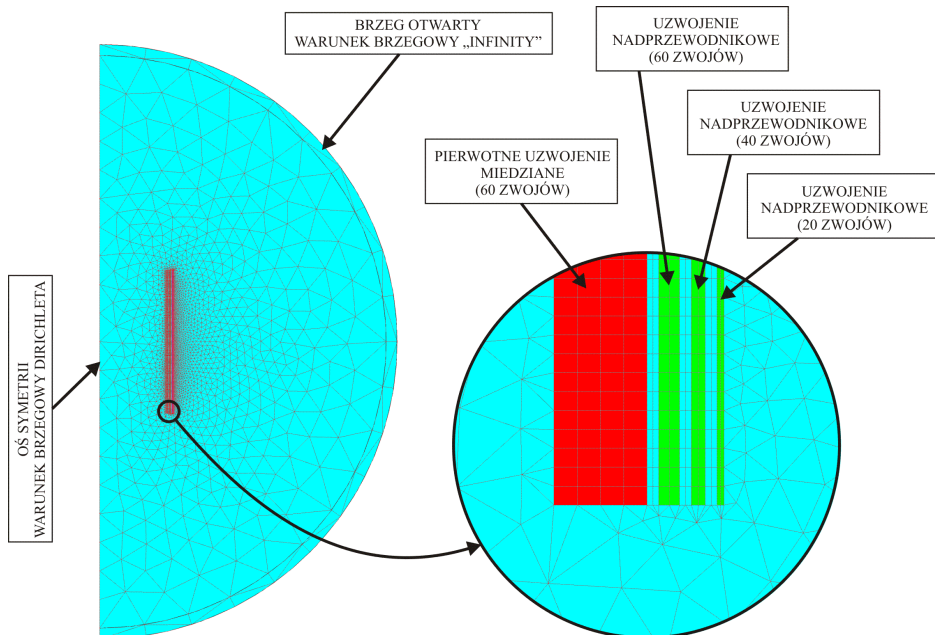 BRZEG OTWARTY
WARUNEK BRZEGOWY „INFINITY”
UZWOJENIE
NADPRZEWODNIKOWE
(60 ZWOJÓW)
UZWOJENIE
NADPRZEWODNIKOWE
(40 ZWOJÓW)
PIERWOTNE UZWOJENIE
MIEDZIANE
(60 ZWOJÓW)
UZWOJENIE
NADPRZEWODNIKOWE
(20 ZWOJÓW)
OŚ SYMETRII
WARUNEK BRZEGOWY DIRICHLETA